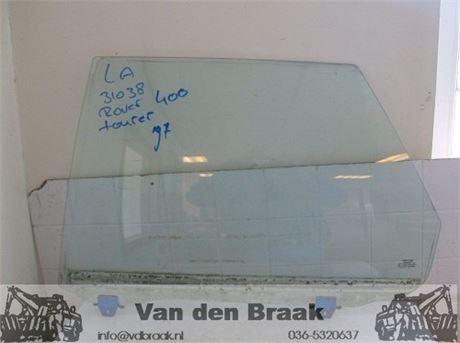 LA
31038
Rover 400
tourer
97
Van den Braak
info@vdbraak.nl 036-5320637